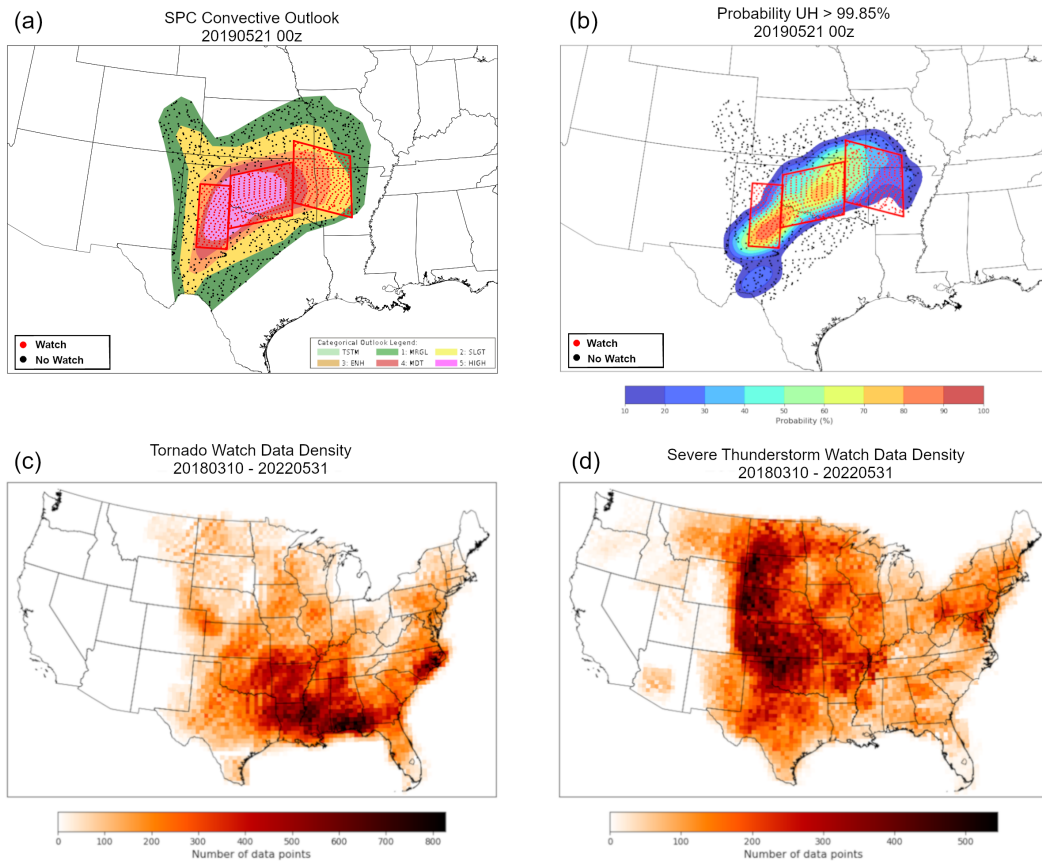 (a)
SPC Convective Outlook
20190521 00z
Watch
No Watch
Categorical Outlook Legend:
TSTM 1: MRGL 2: SLGT
3: ENH 4: MDT 5: HIGH
(b)
Probability UH > 99.85%
20190521 00z
Watch
No Watch
10 20 30 40 50 60 70 80 90 100
Probability (%)
(c)
Tornado Watch Data Density
20180310 - 20220531
0 100 200 300 400 500 600 700 800
Number of data points
(d)
Severe Thunderstorm Watch Data Density
20180310 - 20220531
0 100 200 300 400 500
Number of data points